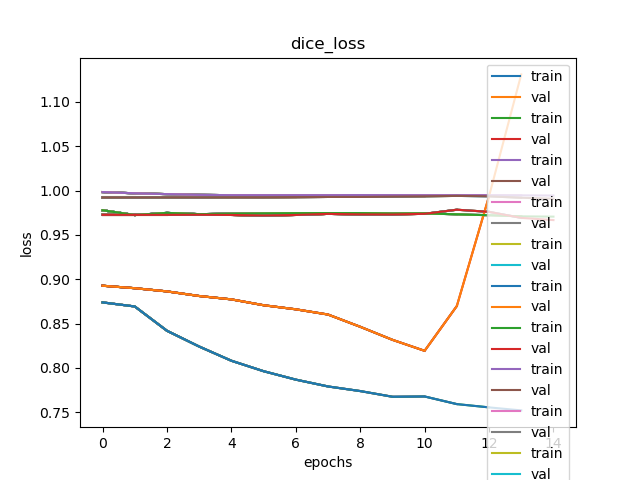 dice_loss
loss
1.10
1.05
1.00
0.95
0.90
0.85
0.80
0.75
0 2 4 6 8 10 12 14
epochs
train
val
train
val
train
val
train
val
train
val
train
val
train
val
train
val
train
val
train
val